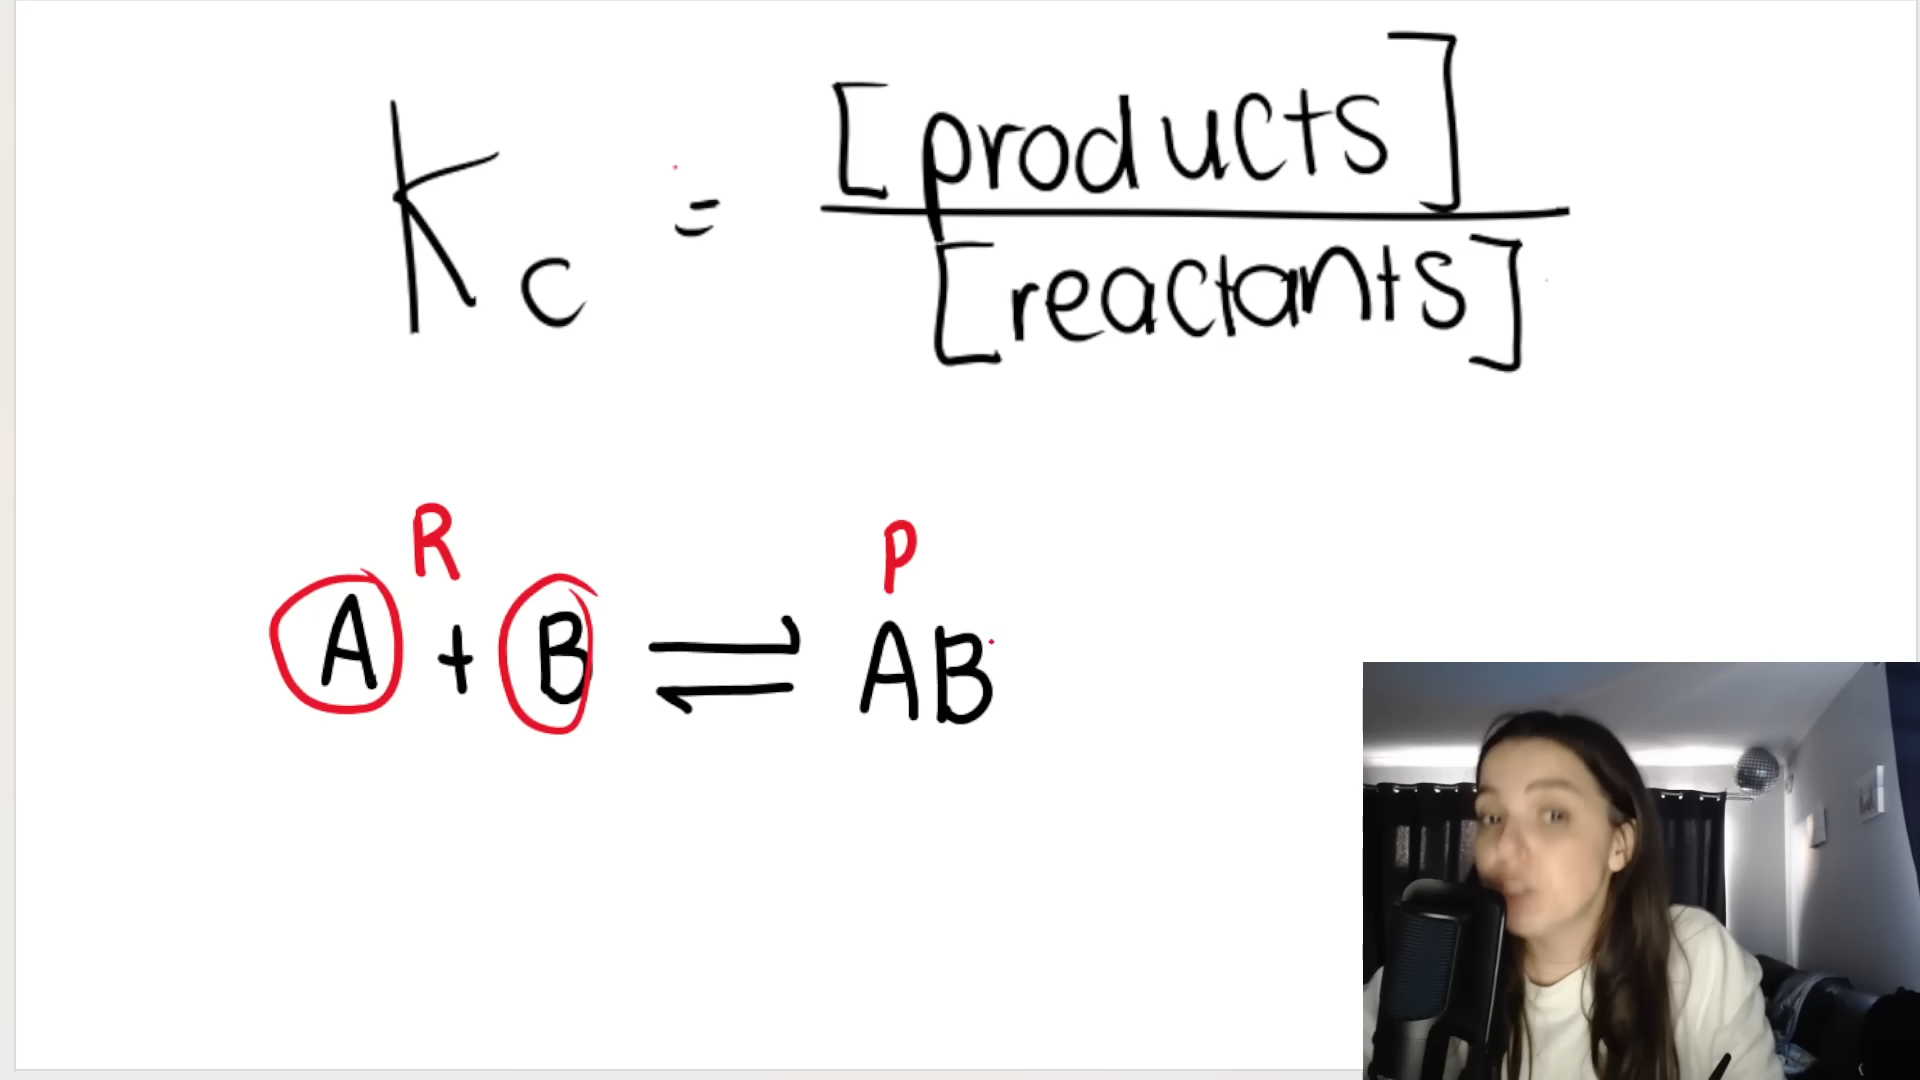 Kc = [products]
[reactants]
R P
A + B ⇌ AB